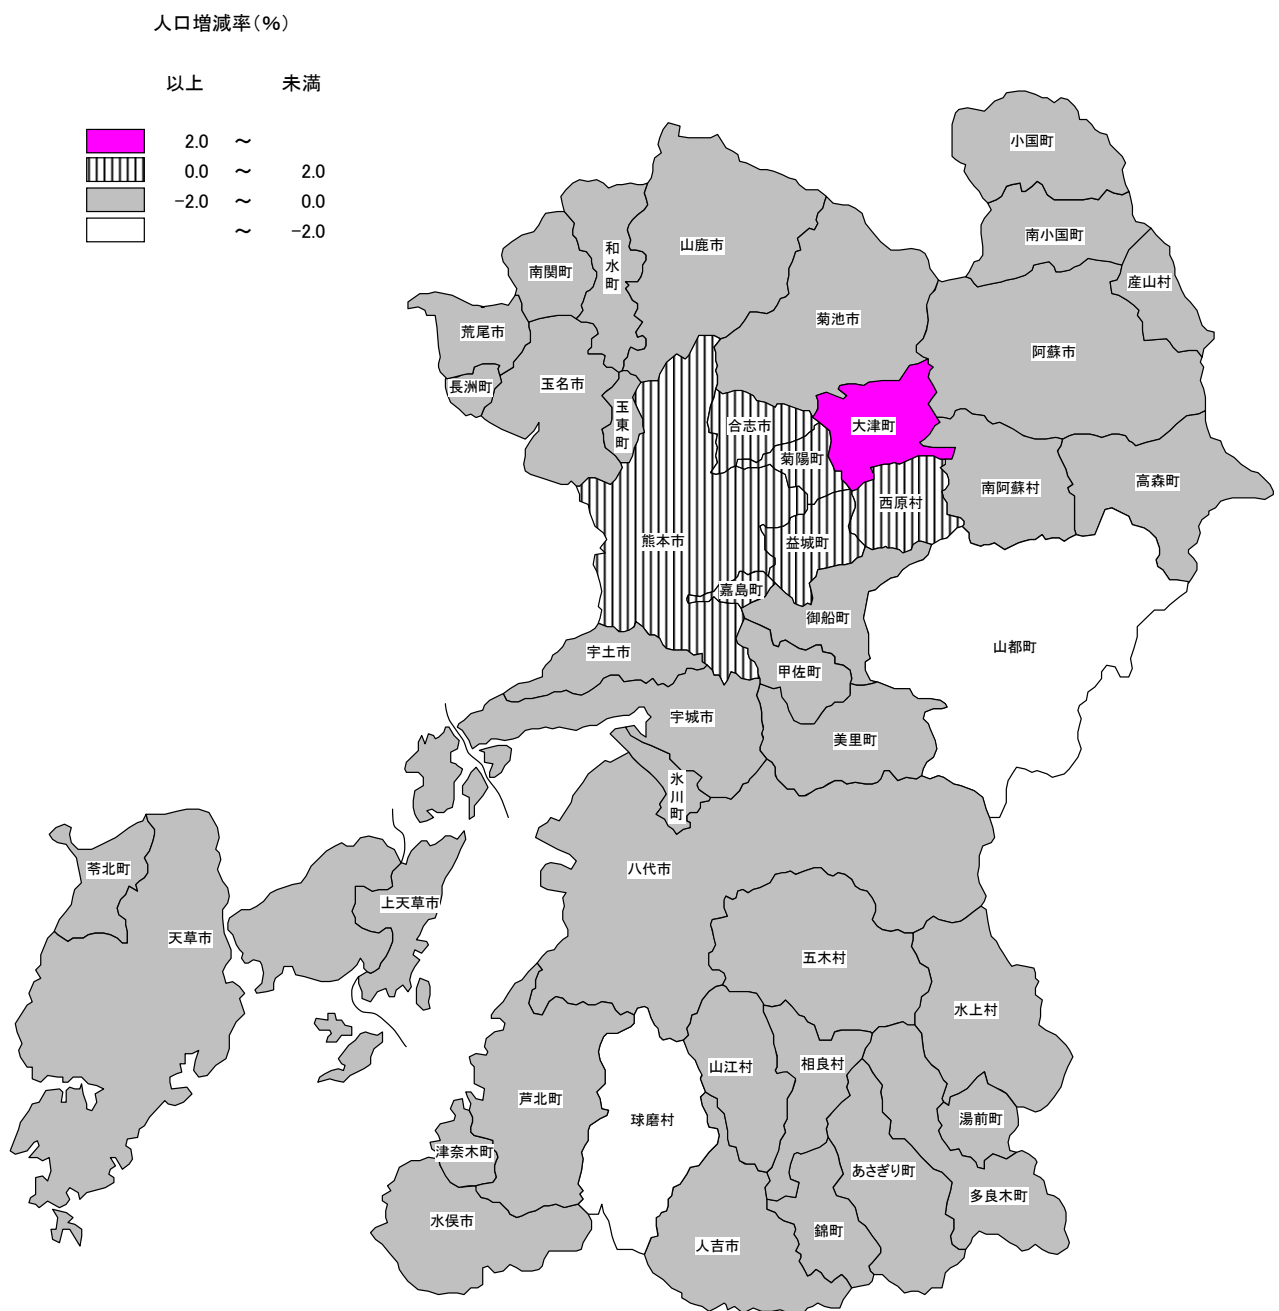 人口増減率（％）
以上 未満
2.0 ～
0.0 ～ 2.0
-2.0 ～ 0.0
～ -2.0
小国町
南小国町
産山村
山鹿市
和水町
南関町
菊池市
荒尾市
阿蘇市
長洲町
玉名市
玉東町
合志市
大津町
菊陽町
高森町
南阿蘇村
西原村
熊本市
益城町
嘉島町
御船町
山都町
宇土市
甲佐町
宇城市
美里町
氷川町
八代市
苓北町
上天草市
天草市
五木村
水上村
山江村
相良村
芦北町
球磨村
湯前町
津奈木町
あさぎり町
多良木町
水俣市
錦町
人吉市